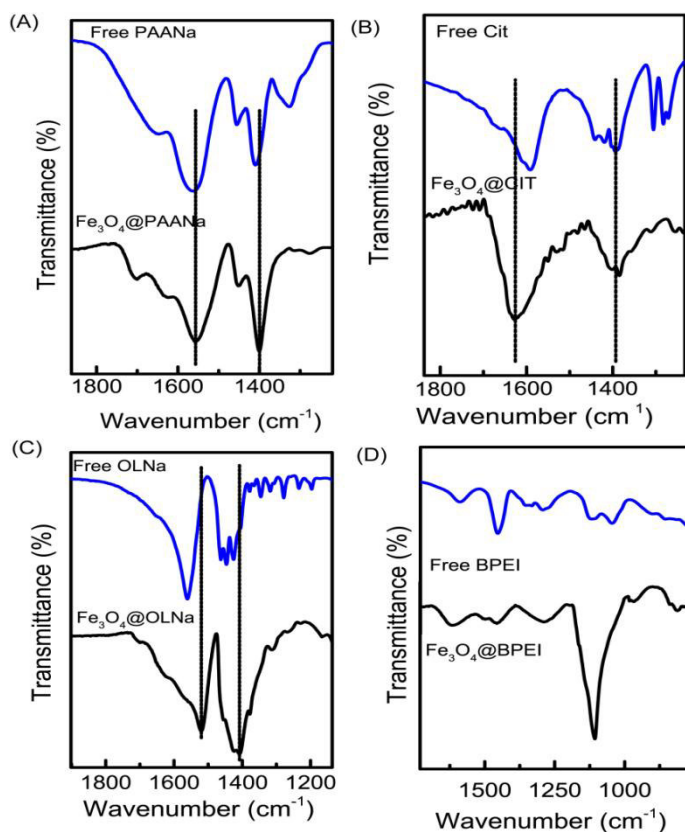 (A)
Free PAANa
Fe₃O₄@PAANa
Transmittance (%)
1800 1600 1400
Wavenumber (cm⁻¹)
(B)
Free Cit
Fe₃O₄@CIT
Transmittance (%)
1800 1600 1400
Wavenumber (cm⁻¹)
(C)
Free OLNa
Fe₃O₄@OLNa
Transmittance (%)
1800 1600 1400 1200
Wavenumber (cm⁻¹)
(D)
Free BPEI
Fe₃O₄@BPEI
Transmittance (%)
1500 1250 1000
Wavenumber (cm⁻¹)